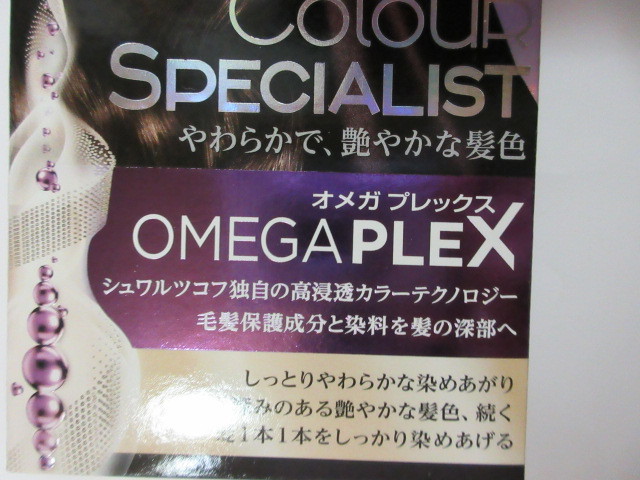 COLOUR
SPECIALIST
やわらかで、艶やかな髪色
オメガ プレックス
OMEGAPLEX
シュワルツコフ独自の高浸透カラーテクノロジー
毛髪保護成分と染料を髪の深部へ
しっとりやわらかな染めあがり
みのある艶やかな髪色、続く
1本1本をしっかり染めあげる